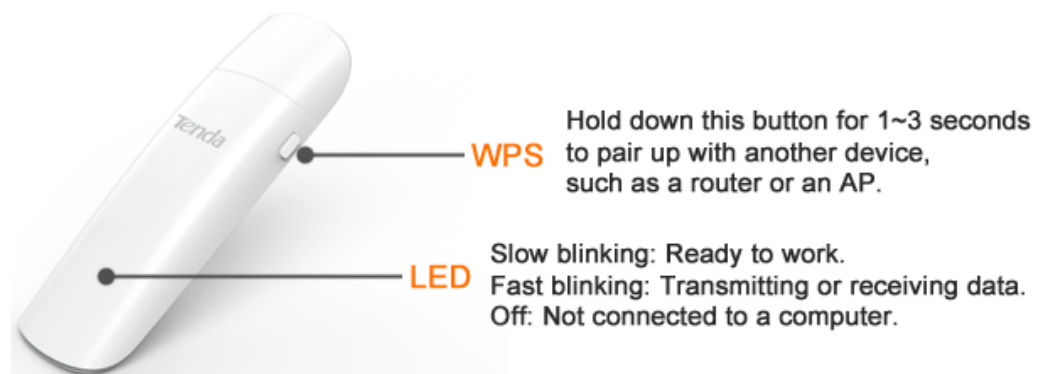 Tenda
WPS
Hold down this button for 1~3 seconds
to pair up with another device,
such as a router or an AP.
LED
Slow blinking: Ready to work.
Fast blinking: Transmitting or receiving data.
Off: Not connected to a computer.